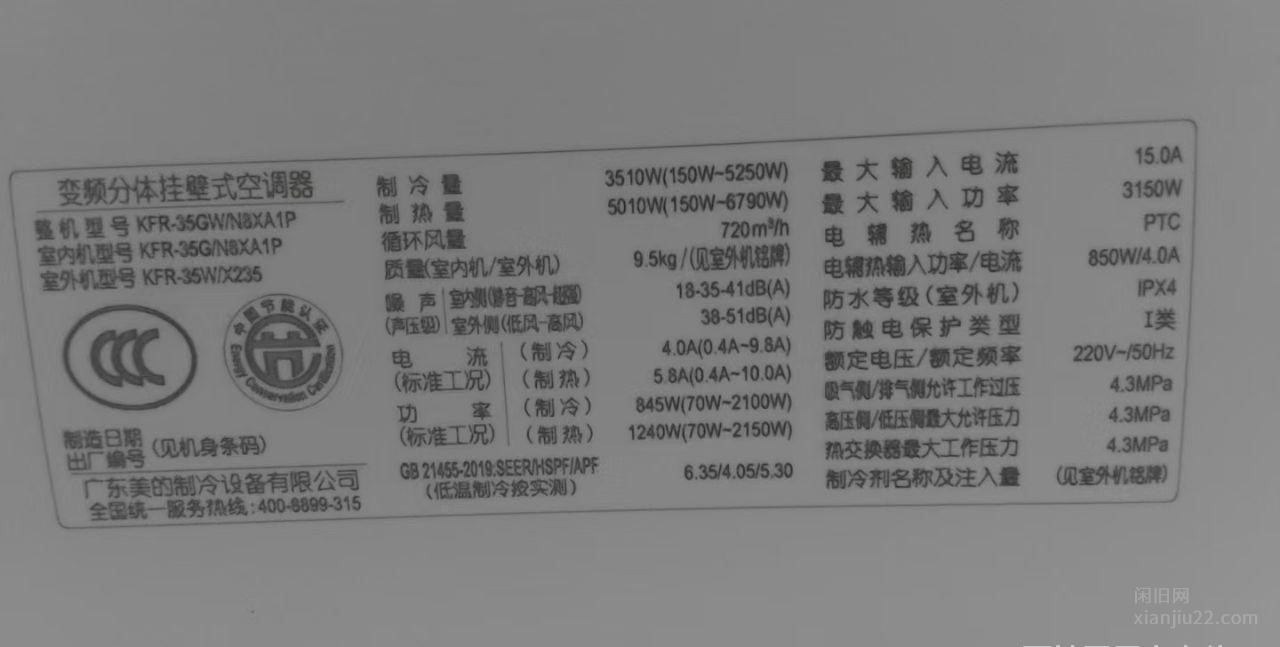 变频分体挂壁式空调器
整机型号 KFR-35GW/N8XA1P
室内机型号 KFR-35G/N8XA1P
室外机型号 KFR-35W/X235
CCC
中国节能认证
Energy Conservation Certification
制造日期
出厂编号 (见机身条码)
广东美的制冷设备有限公司
全国统一服务热线:400-8899-315
制冷量 3510W(150W~5250W)
制热量 5010W(150W~6790W)
循环风量 720m³/h
质量(室内机/室外机) 9.5kg/(见室外机铭牌)
噪声 室内侧(静音-高风-超强) 18-35-41dB(A)
(声压级) 室外侧(低风-高风) 38-51dB(A)
电流 (制冷) 4.0A(0.4A~9.8A)
(标准工况) (制热) 5.8A(0.4A~10.0A)
功率 (制冷) 845W(70W~2100W)
(标准工况) (制热) 1240W(70W~2150W)
GB 21455-2019:SEER/HSPF/APF 6.35/4.05/5.30
(低温制冷按实测)
最大输入电流 15.0A
最大输入功率 3150W
电辅热名称 PTC
电辅热输入功率/电流 850W/4.0A
防水等级(室外机) IPX4
防触电保护类型 I类
额定电压/额定频率 220V~/50Hz
吸气侧/排气侧允许工作过压 4.3MPa
高压侧/低压侧最大允许压力 4.3MPa
热交换器最大工作压力 4.3MPa
制冷剂名称及注入量 (见室外机铭牌)
闲旧网
xianjiu22.com